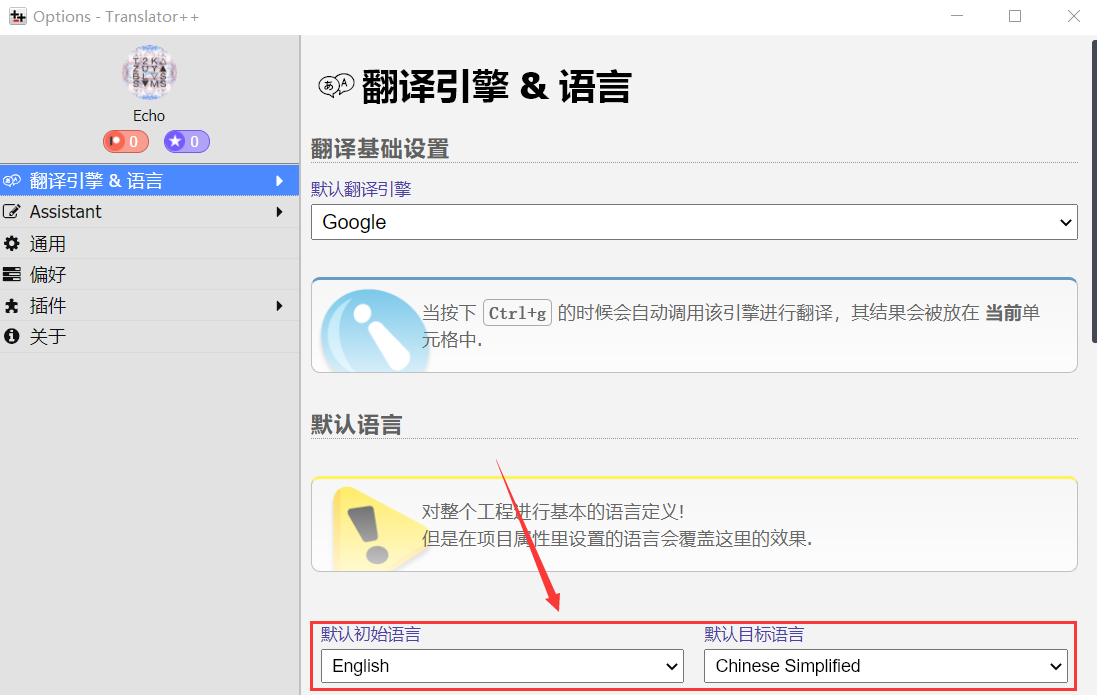 Options - Translator++
Echo
0
0
翻译引擎 & 语言
Assistant
通用
偏好
插件
关于
翻译引擎 & 语言
翻译基础设置
默认翻译引擎
Google
当按下 Ctrl+g 的时候会自动调用该引擎进行翻译，其结果会被放在 当前单
元格中.
默认语言
对整个工程进行基本的语言定义!
但是在项目属性里设置的语言会覆盖这里的效果.
默认初始语言
默认目标语言
English
Chinese Simplified